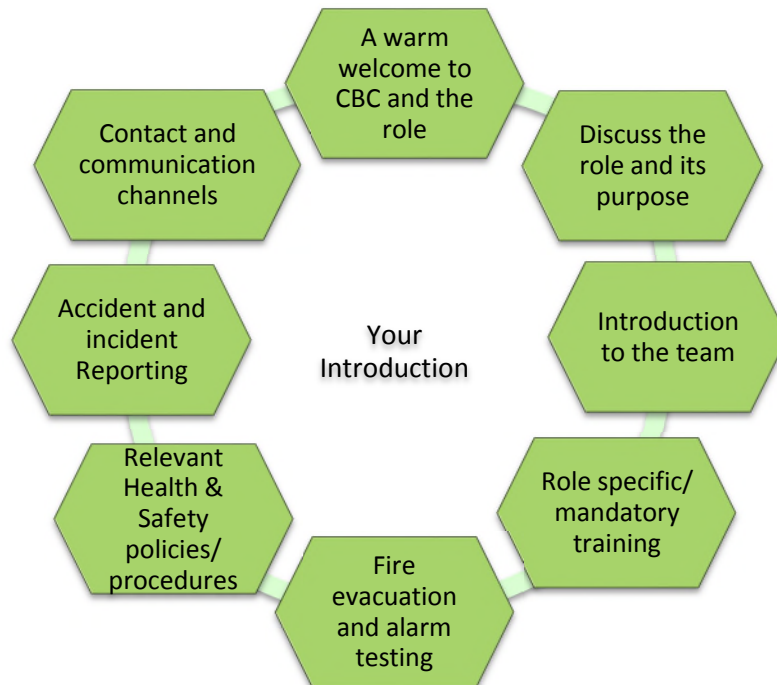 A warm
welcome to
CBC and the
role
Discuss the
role and its
purpose
Introduction
to the team
Role specific/
mandatory
training
Fire
evacuation
and alarm
testing
Relevant
Health &
Safety
policies/
procedures
Accident and
incident
Reporting
Contact and
communication
channels
Your
Introduction